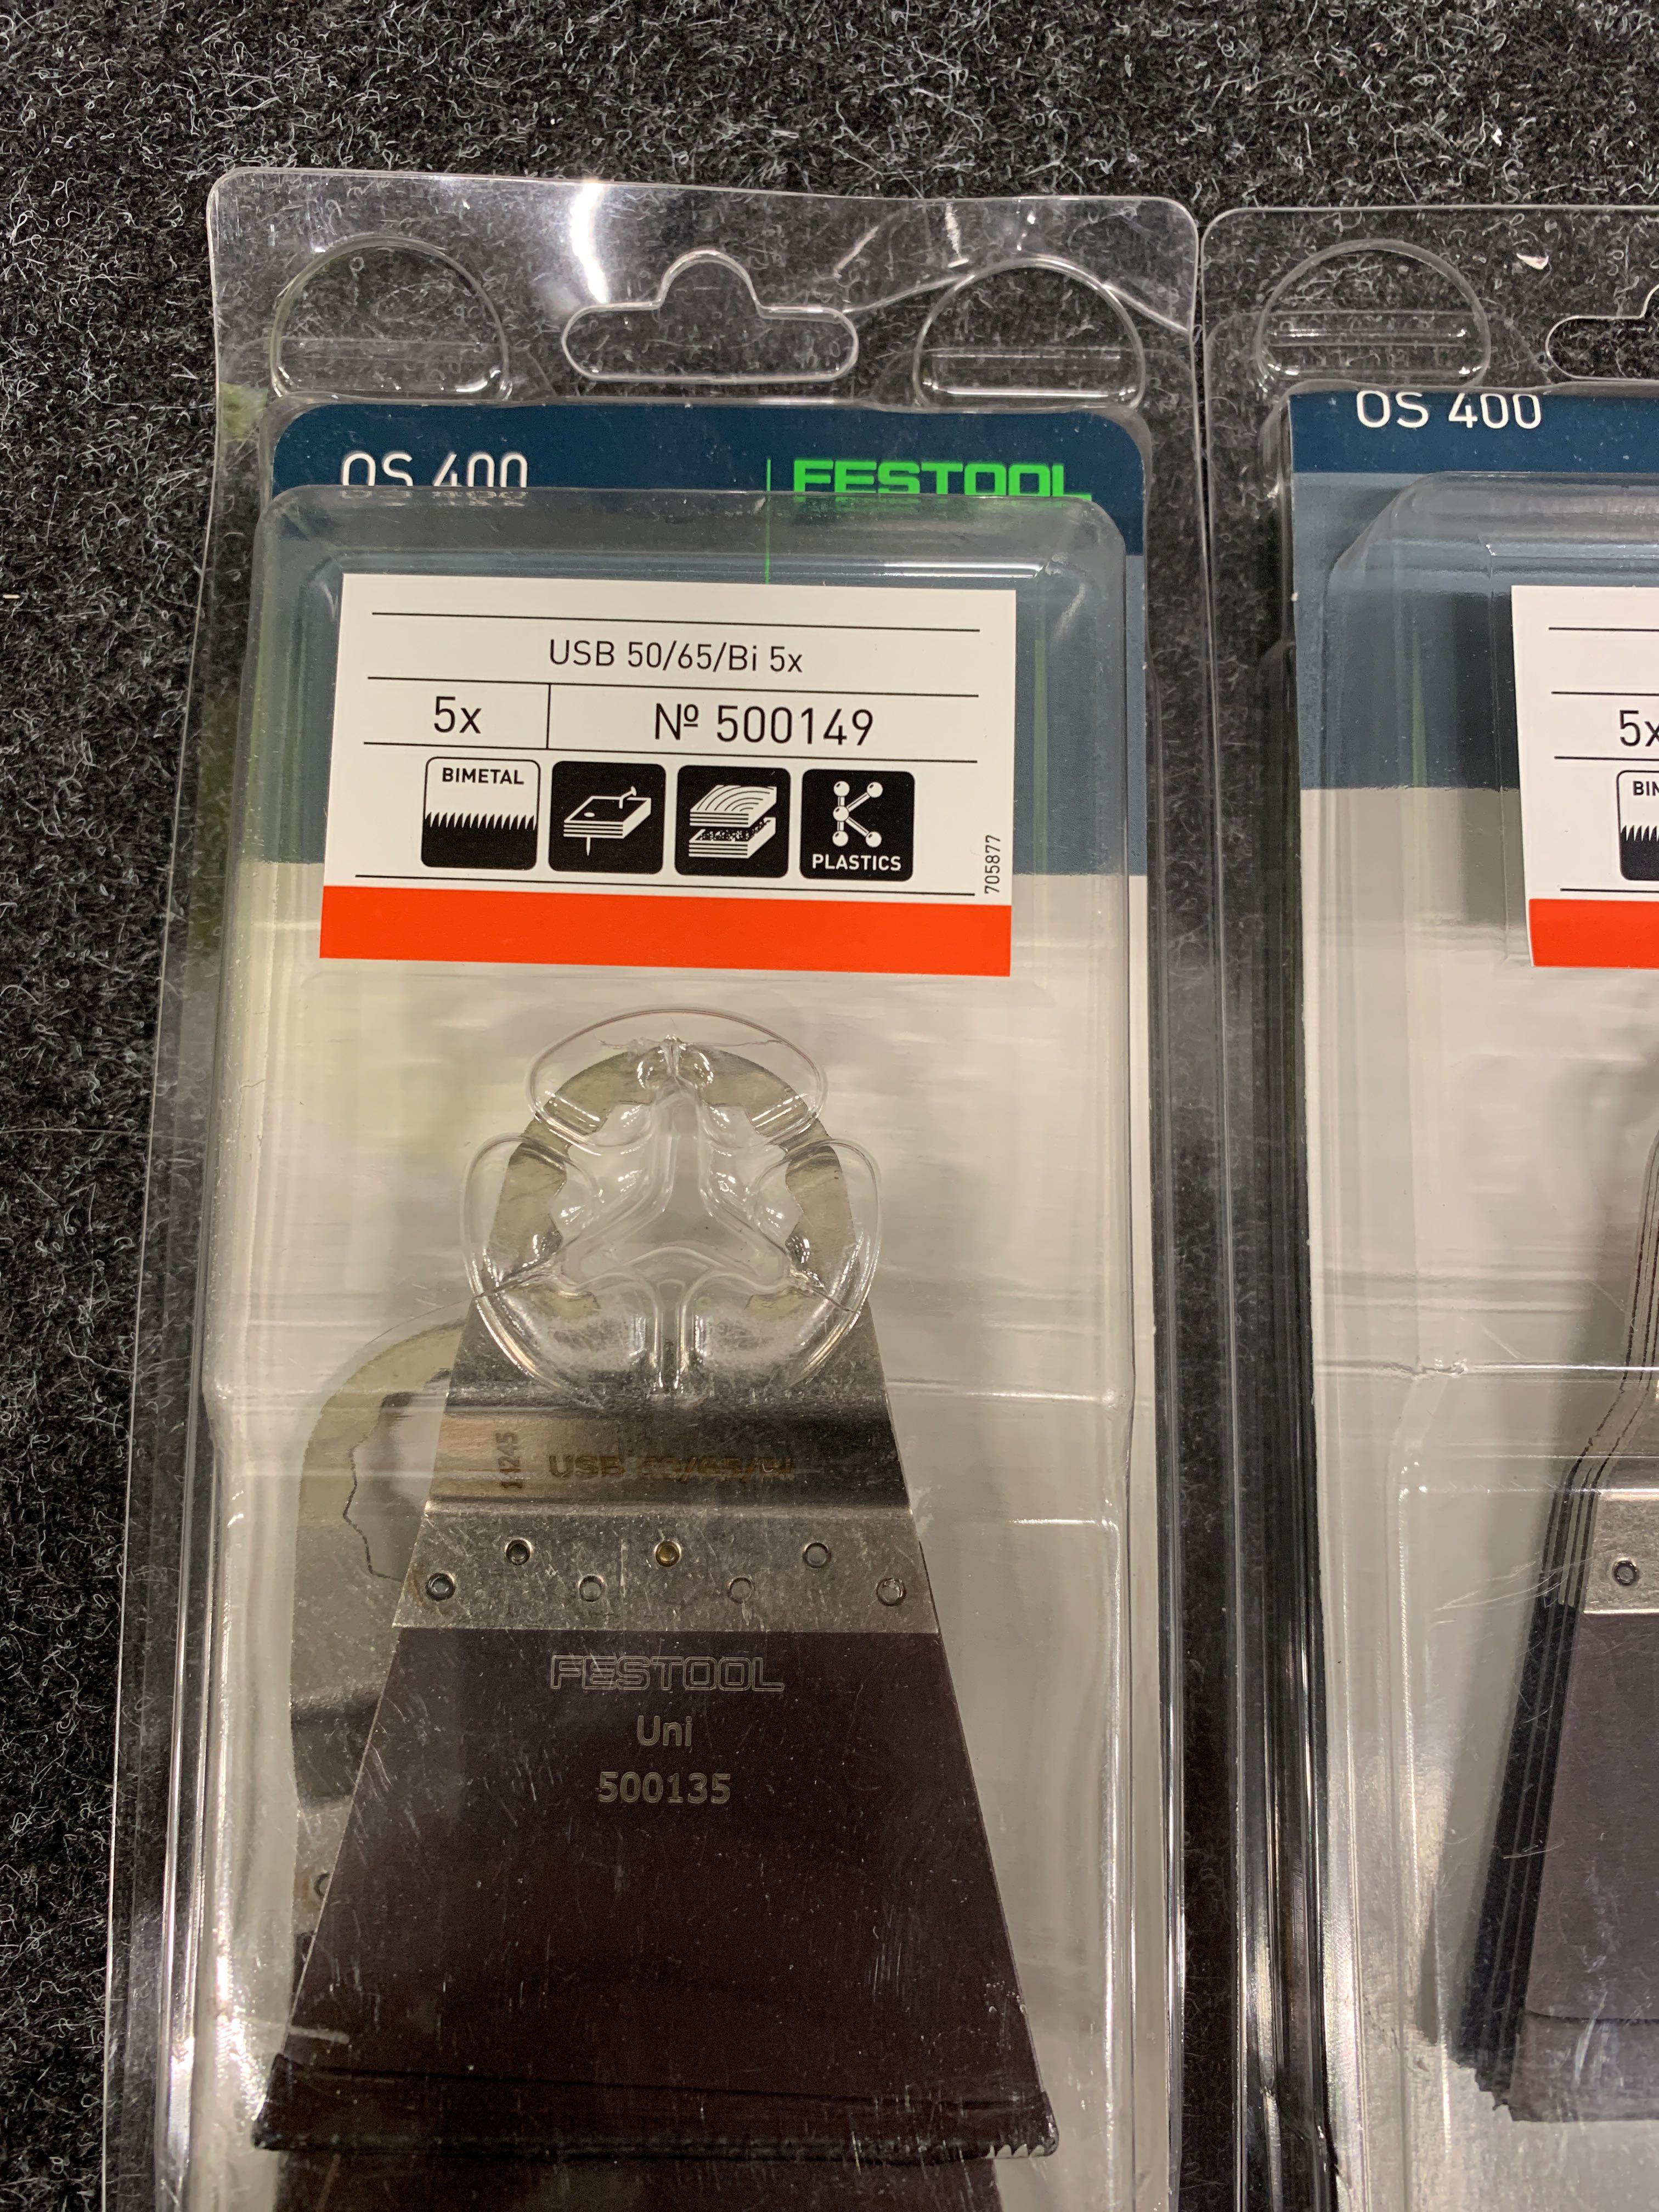 OS 400
FESTOOL
USB 50/65/Bi 5x
5x
Nº 500149
BIMETAL
PLASTICS
705877
USB
FESTOOL
Uni
500135
OS 400
5x